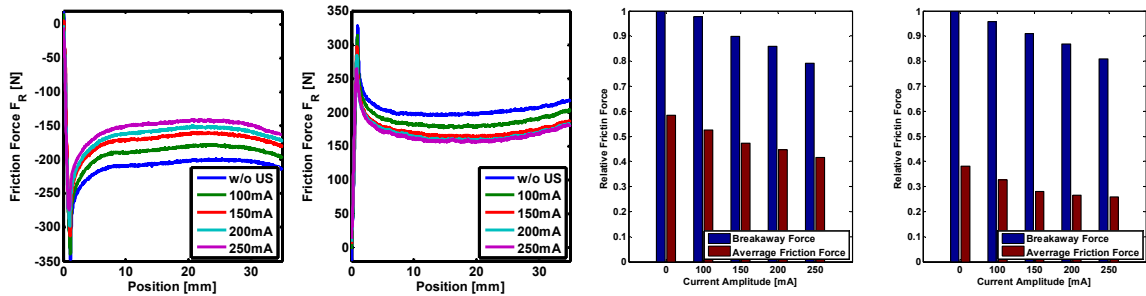 0
-50
-100
-150
-200
-250
-300
-350
Friction Force F_R [N]
w/o US
100mA
150mA
200mA
250mA
0 10 20 30
Position [mm]
350
300
250
200
150
100
50
0
Friction Force F_R [N]
w/o US
100mA
150mA
200mA
250mA
0 10 20 30
Position [mm]
1
0.9
0.8
0.7
0.6
0.5
0.4
0.3
0.2
0.1
0
Relative Frictin Force
Breakaway Force
Averrage Friction Force
0 100 150 200 250
Current Amplitude [mA]
1
0.9
0.8
0.7
0.6
0.5
0.4
0.3
0.2
0.1
0
Relative Frictin Force
Breakaway Force
Averrage Friction Force
0 100 150 200 250
Current Amplitude [mA]